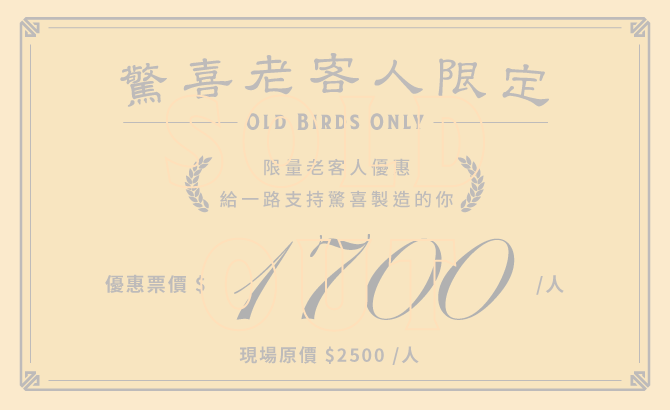 驚喜老客人限定
OLD BIRDS ONLY
限量老客人優惠
給一路支持驚喜製造的你
優惠票價 $ 1700 /人
現場原價 $2500 /人